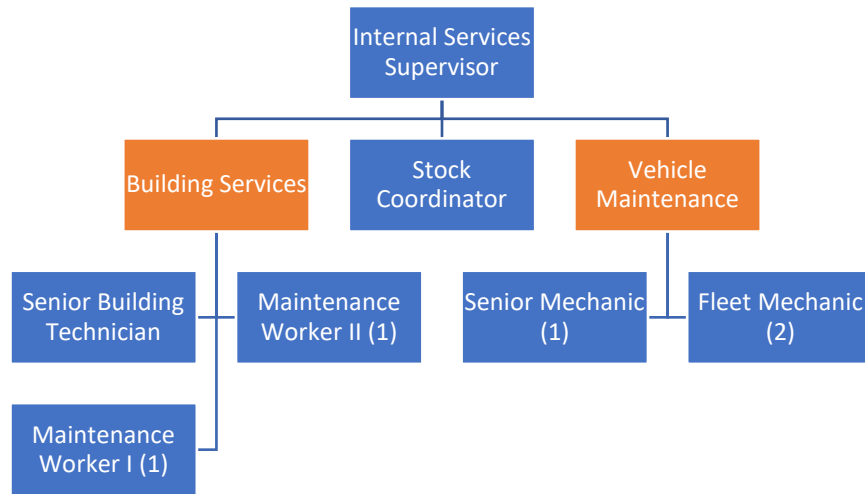 Internal Services
Supervisor
Building Services
Stock
Coordinator
Vehicle
Maintenance
Senior Building
Technician
Maintenance
Worker II (1)
Senior Mechanic
(1)
Fleet Mechanic
(2)
Maintenance
Worker I (1)